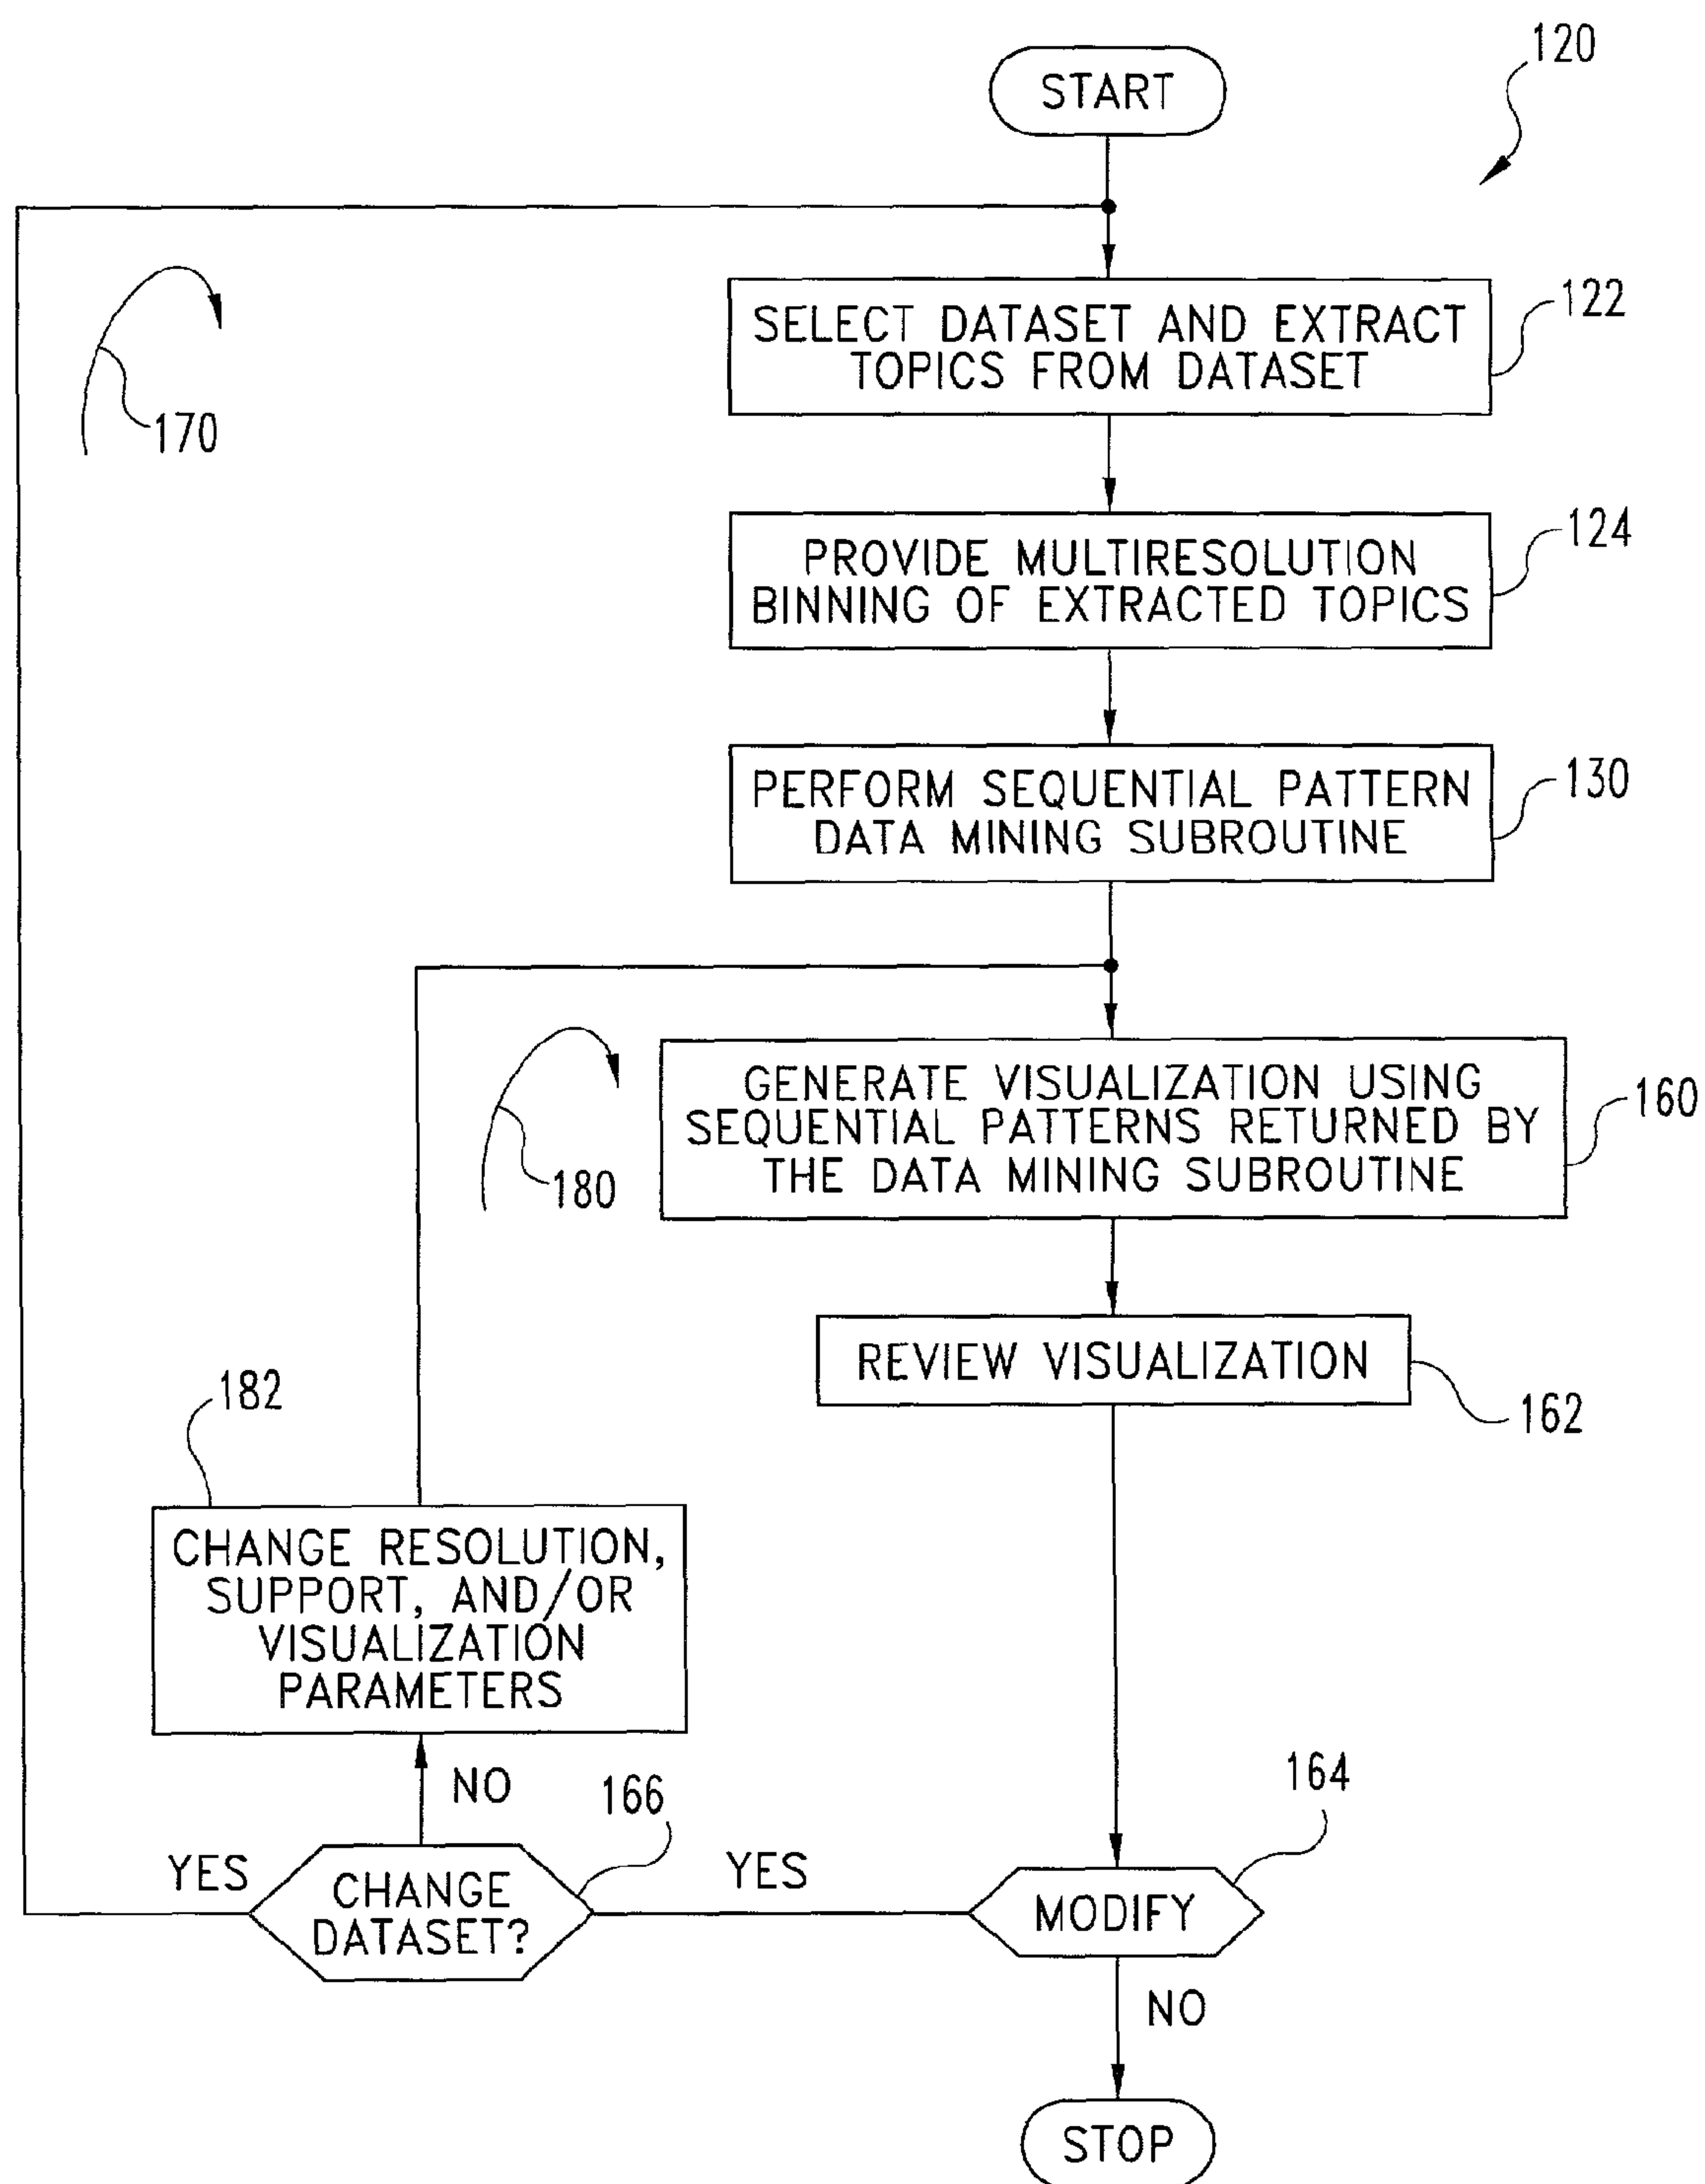 120
START
SELECT DATASET AND EXTRACT
TOPICS FROM DATASET
122
170
PROVIDE MULTIRESOLUTION
BINNING OF EXTRACTED TOPICS
124
PERFORM SEQUENTIAL PATTERN
DATA MINING SUBROUTINE
130
GENERATE VISUALIZATION USING
SEQUENTIAL PATTERNS RETURNED BY
THE DATA MINING SUBROUTINE
160
180
REVIEW VISUALIZATION
162
182
CHANGE RESOLUTION,
SUPPORT, AND/OR
VISUALIZATION
PARAMETERS
NO
166
164
YES
CHANGE
DATASET?
YES
MODIFY
NO
STOP